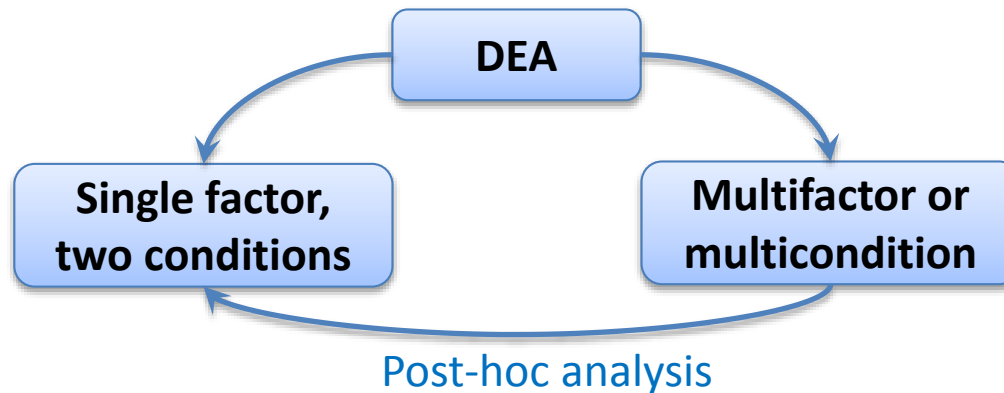 DEA
Single factor,
two conditions
Multifactor or
multicondition
Post-hoc analysis